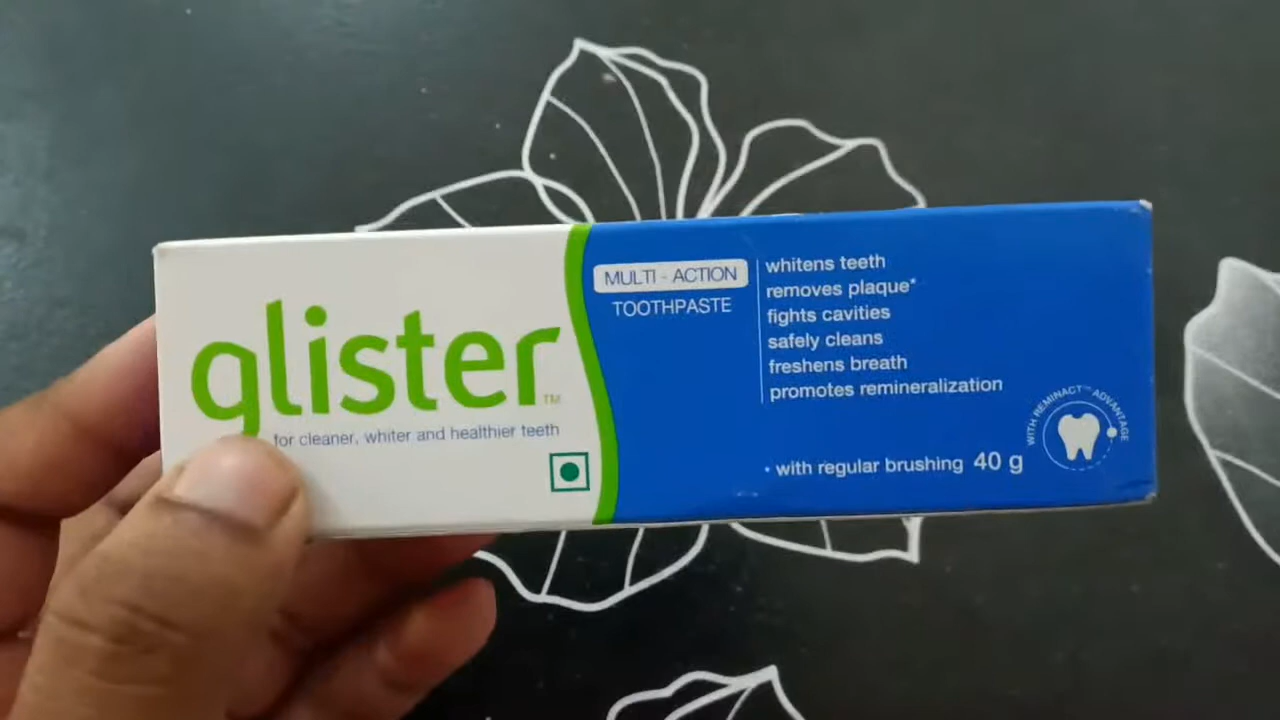 glister™
for cleaner, whiter and healthier teeth
MULTI - ACTION
TOOTHPASTE
whitens teeth
removes plaque*
fights cavities
safely cleans
freshens breath
promotes remineralization
• with regular brushing 40 g
WITH REMINACT™ ADVANTAGE